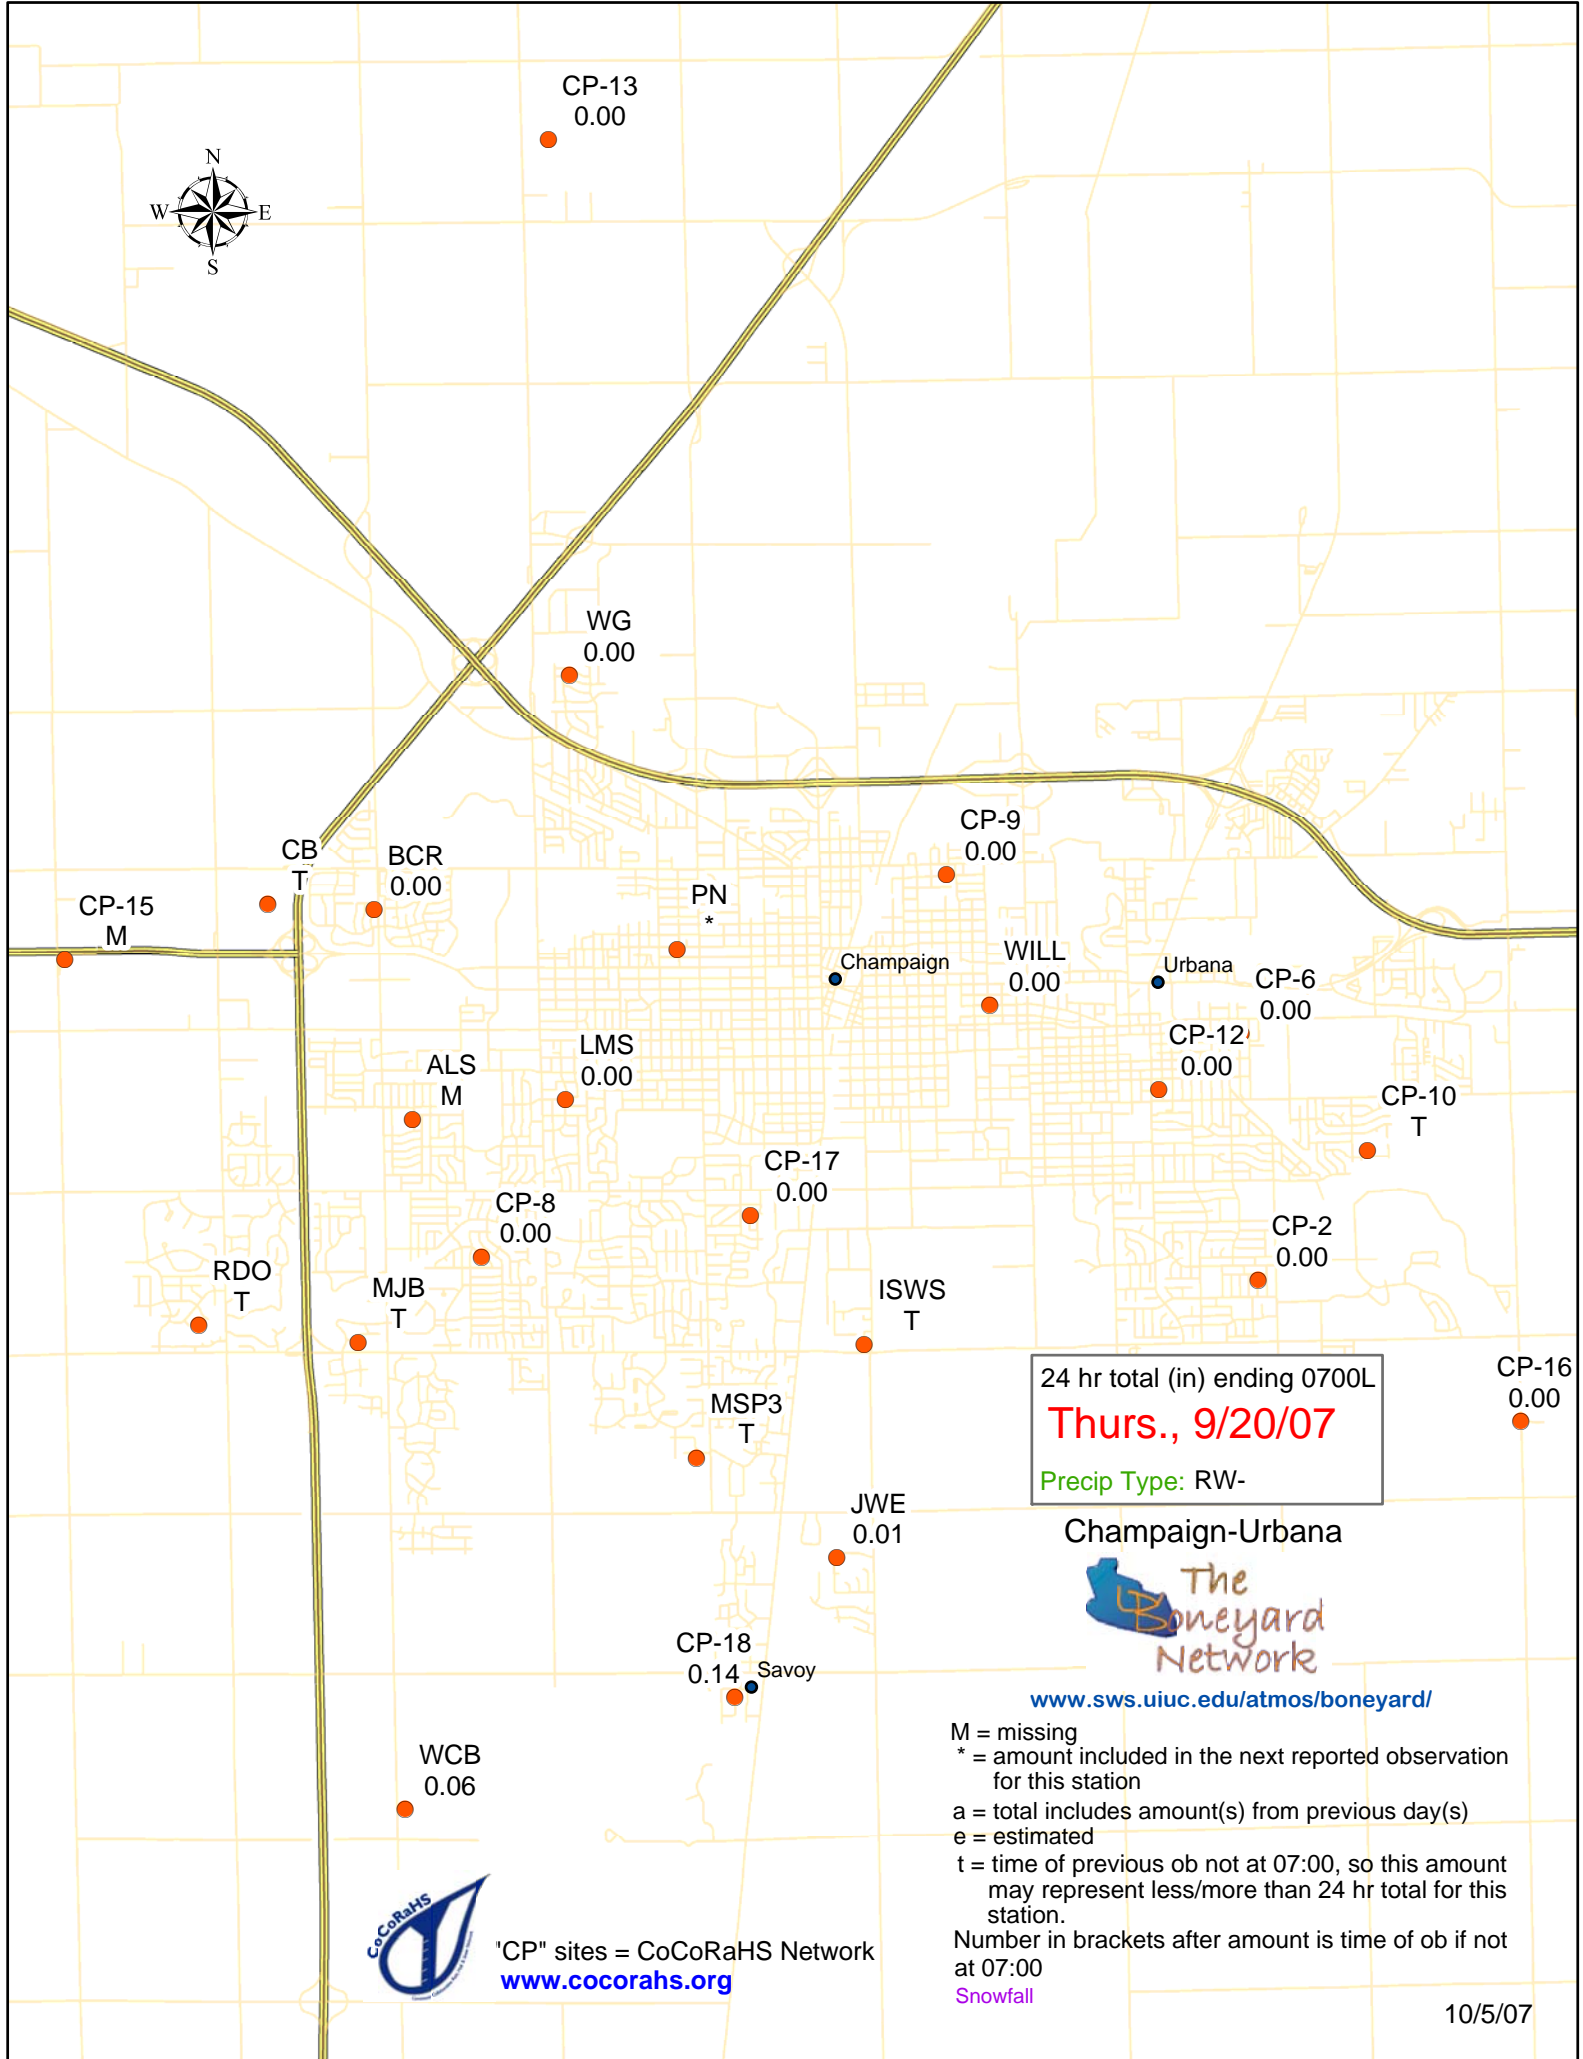 CP-13
0.00
N
W
E
S
WG
0.00
CP-9
0.00
CB
T
BCR
0.00
PN
*
CP-15
M
Champaign
WILL
0.00
Urbana
CP-6
0.00
CP-12
0.00
LMS
0.00
ALS
M
CP-10
T
CP-17
0.00
CP-8
0.00
CP-2
0.00
RDO
T
MJB
T
ISWS
T
24 hr total (in) ending 0700L
Thurs., 9/20/07
Precip Type: RW-
CP-16
0.00
MSP3
T
JWE
0.01
Champaign-Urbana
The
Boneyard
Network
www.sws.uiuc.edu/atmos/boneyard/
CP-18
0.14
Savoy
WCB
0.06
M = missing
* = amount included in the next reported observation
for this station
a = total includes amount(s) from previous day(s)
e = estimated
t = time of previous ob not at 07:00, so this amount
may represent less/more than 24 hr total for this
station.
Number in brackets after amount is time of ob if not
at 07:00
Snowfall
CoCoRaHS
"CP" sites = CoCoRaHS Network
www.cocorahs.org
10/5/07